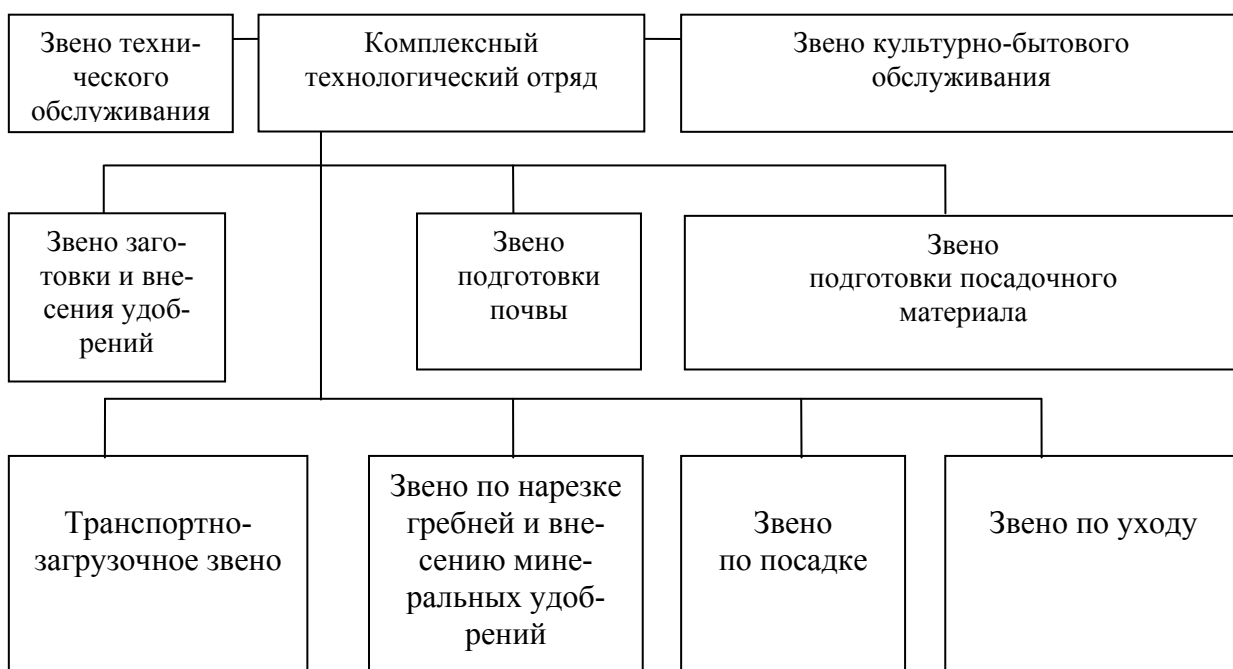 Звено техни-
ческого
обслуживания
Комплексный
технологический отряд
Звено культурно-бытового
обслуживания
Звено заго-
товки и вне-
сения удоб-
рений
Звено
подготовки
почвы
Звено
подготовки посадочного
материала
Транспортно-
загрузочное звено
Звено по нарезке
гребней и вне-
сению мине-
ральных удоб-
рений
Звено
по посадке
Звено по уходу